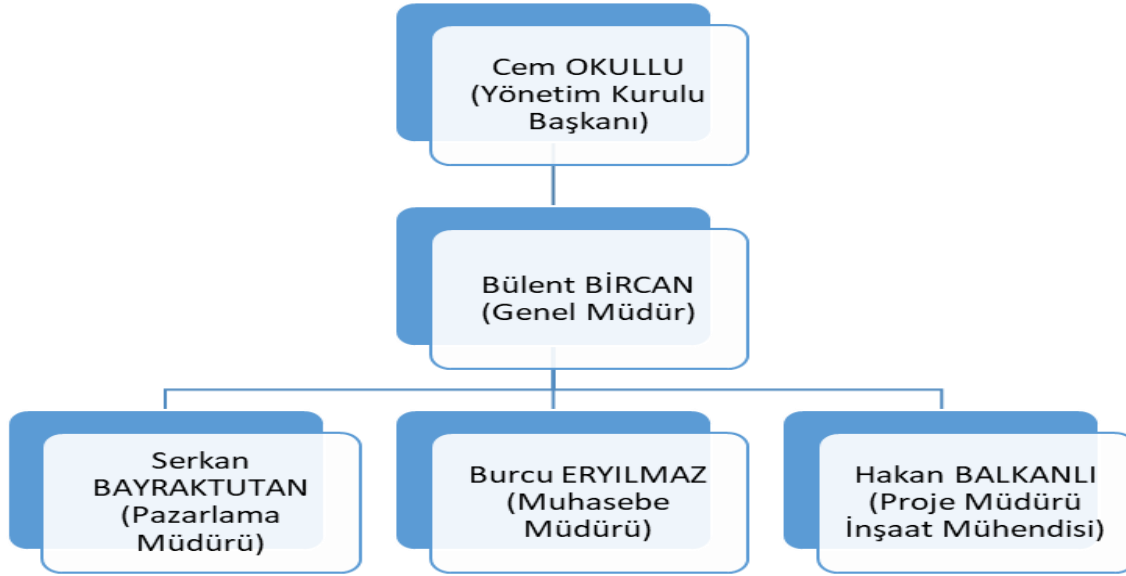 Cem OKULLU
(Yönetim Kurulu
Başkanı)
Bülent BİRCAN
(Genel Müdür)
Serkan
BAYRAKTUTAN
(Pazarlama
Müdürü)
Burcu ERYILMAZ
(Muhasebe
Müdürü)
Hakan BALKANLI
(Proje Müdürü
İnşaat Mühendisi)